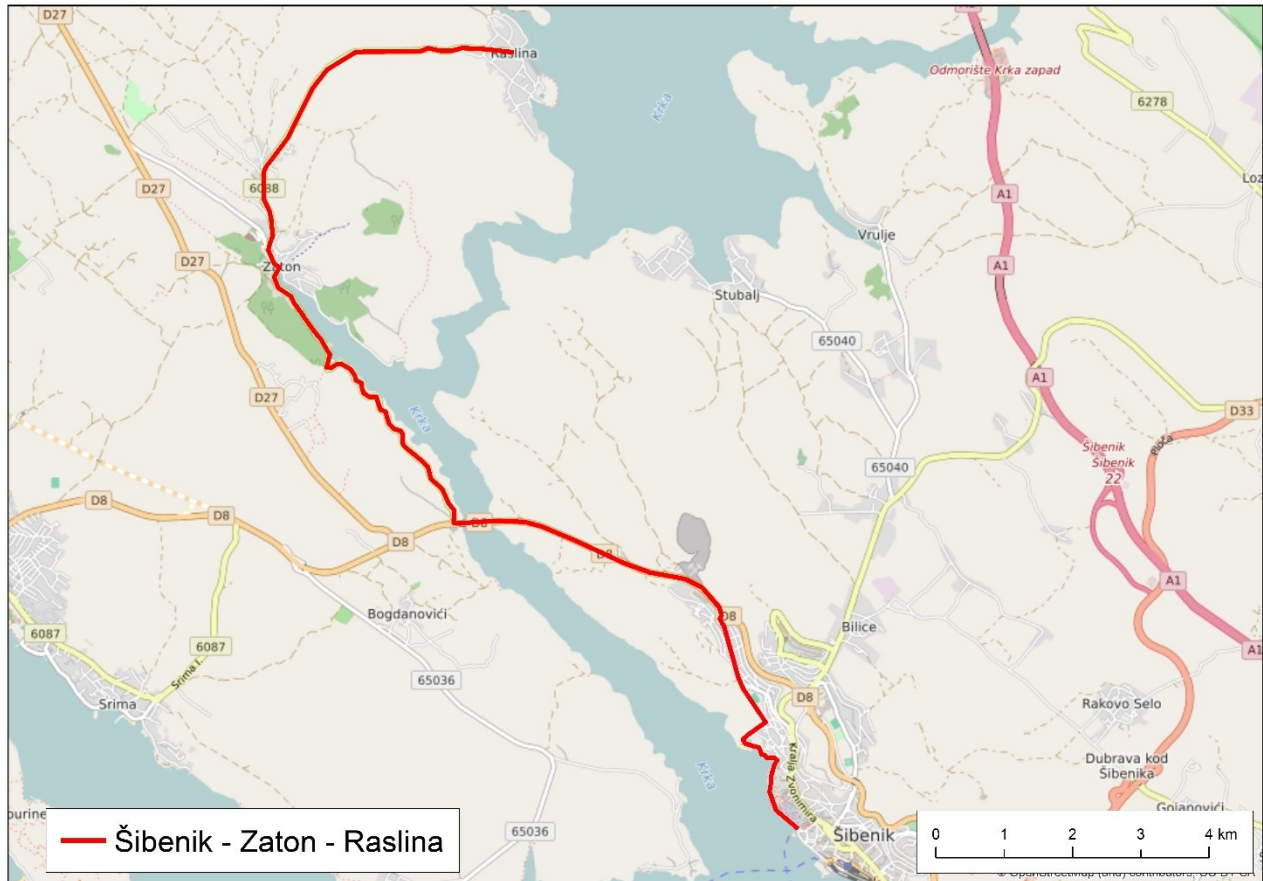 D27
Raslina
Odmorište Krka zapad
Krka
6278
A1
Loz
D27
6088
A1
Vrulje
Zaton
D27
A1
Stubalj
65040
A1
D27
D33
Krka
Ploča
Šibenik
Šibenik
22
65040
D8
D8
D8
D8
D8
A1
Bogdanovići
D8
Bilice
6087
6087
A1
Srima I.
65036
Srima
D8
Rakovo Selo
Kralja Zvonimira
Krka
Dubrava kod
Šibenika
Gojanovići
ourine
65036
Šibenik
0 1 2 3 4 km
Šibenik - Zaton - Raslina